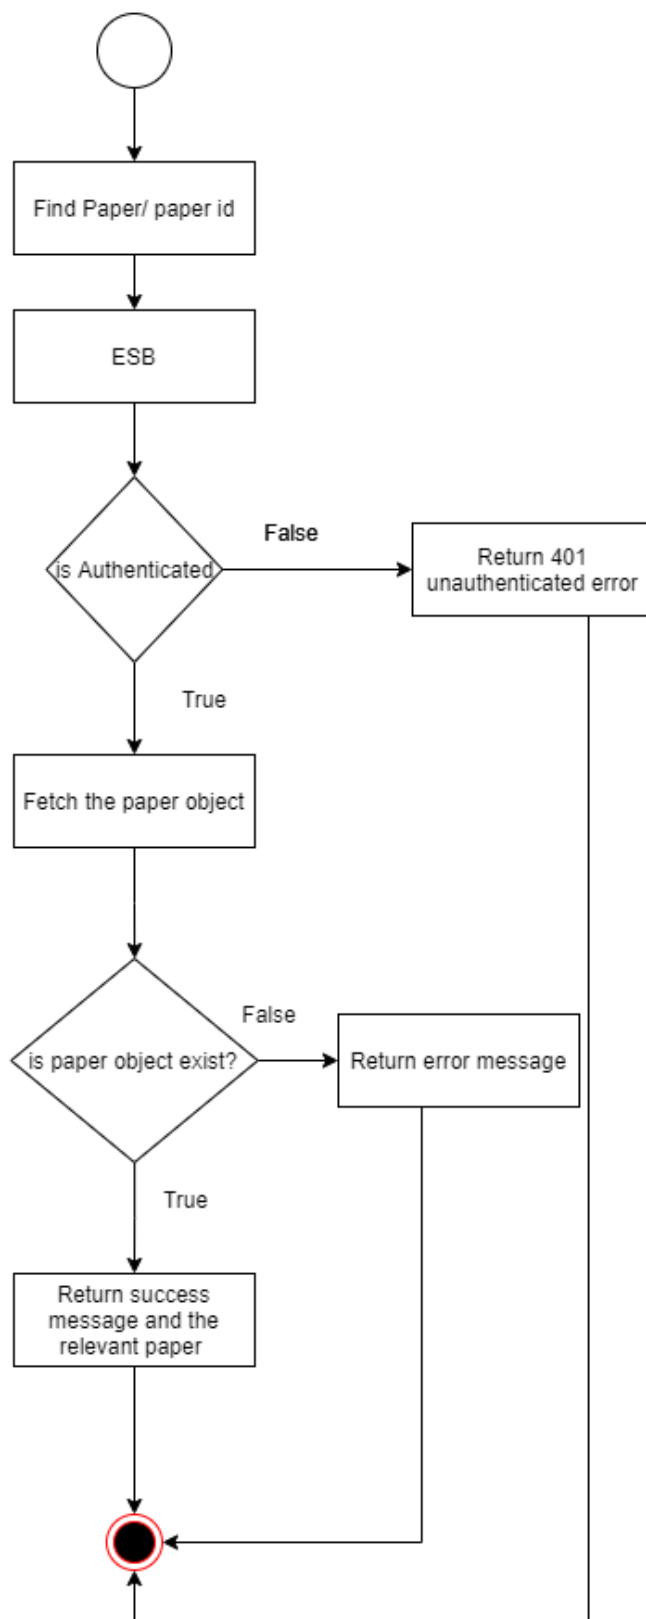 Find Paper/ paper id
ESB
is Authenticated
False
Return 401
unauthenticated error
True
Fetch the paper object
is paper object exist?
False
Return error message
True
Return success
message and the
relevant paper